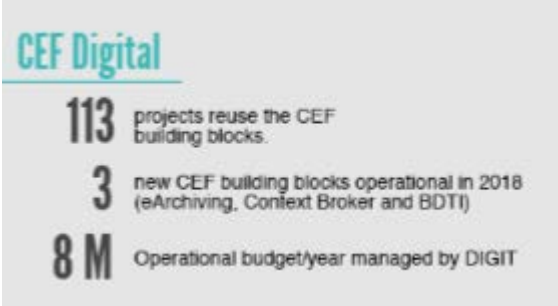 CEF Digital
113 projects reuse the CEF
building blocks.
3 new CEF building blocks operational in 2018
(eArchiving, Context Broker and BDTI)
8 M Operational budget/year managed by DIGIT